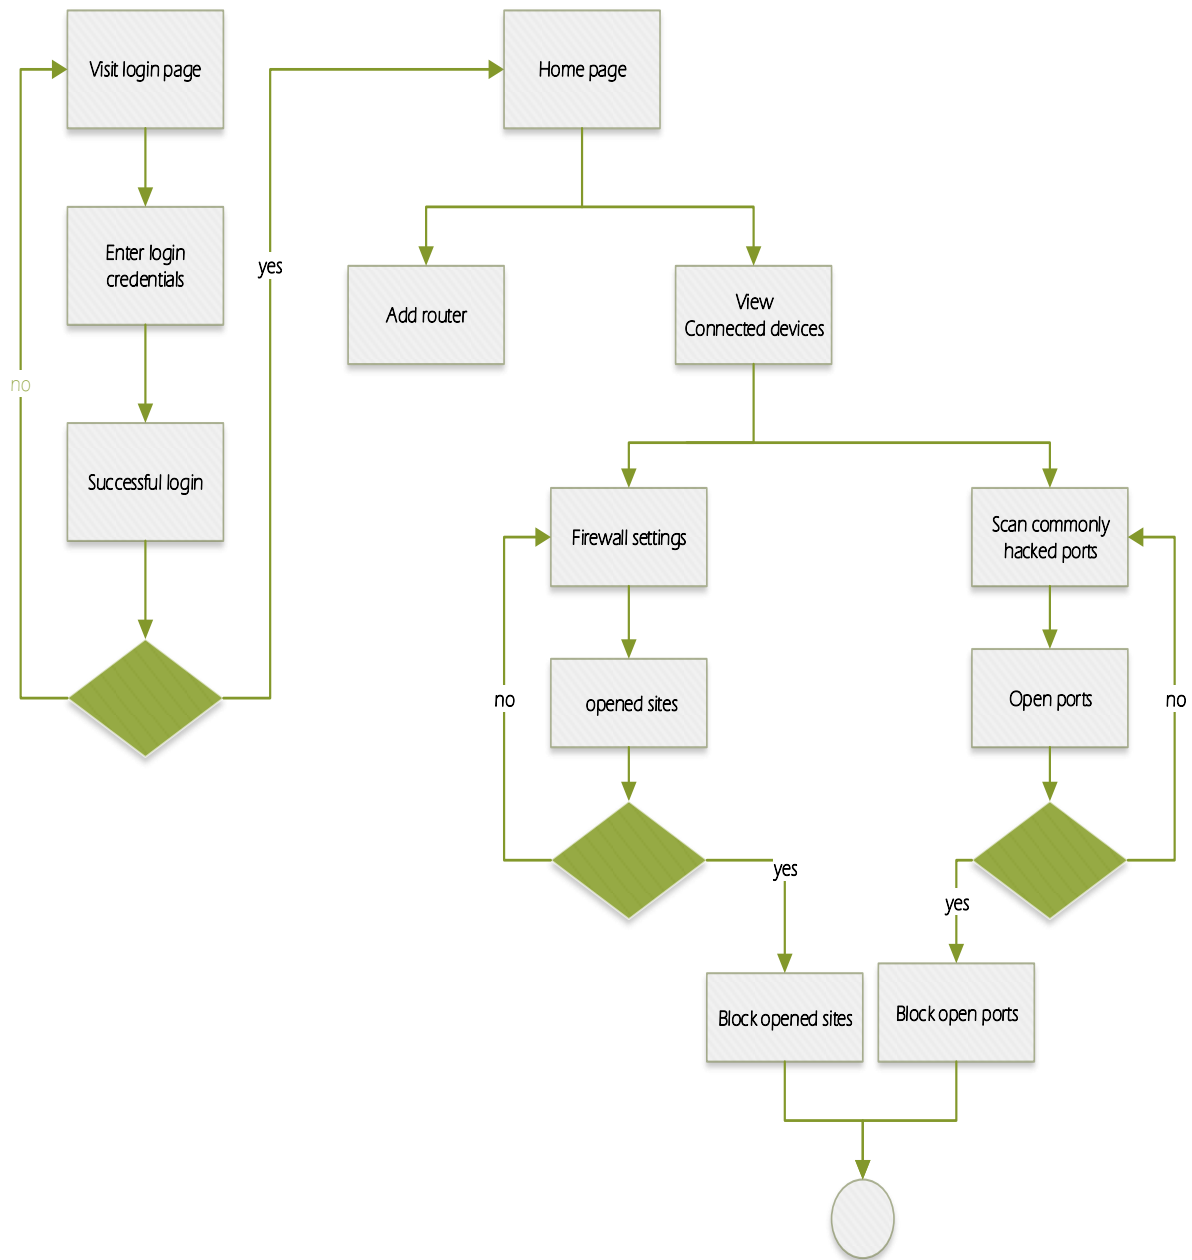 Visit login page
Home page
Enter login
credentials
yes
Add router
View
Connected devices
no
Successful login
Firewall settings
Scan commonly
hacked ports
no
opened sites
Open ports
no
yes
yes
Block opened sites
Block open ports